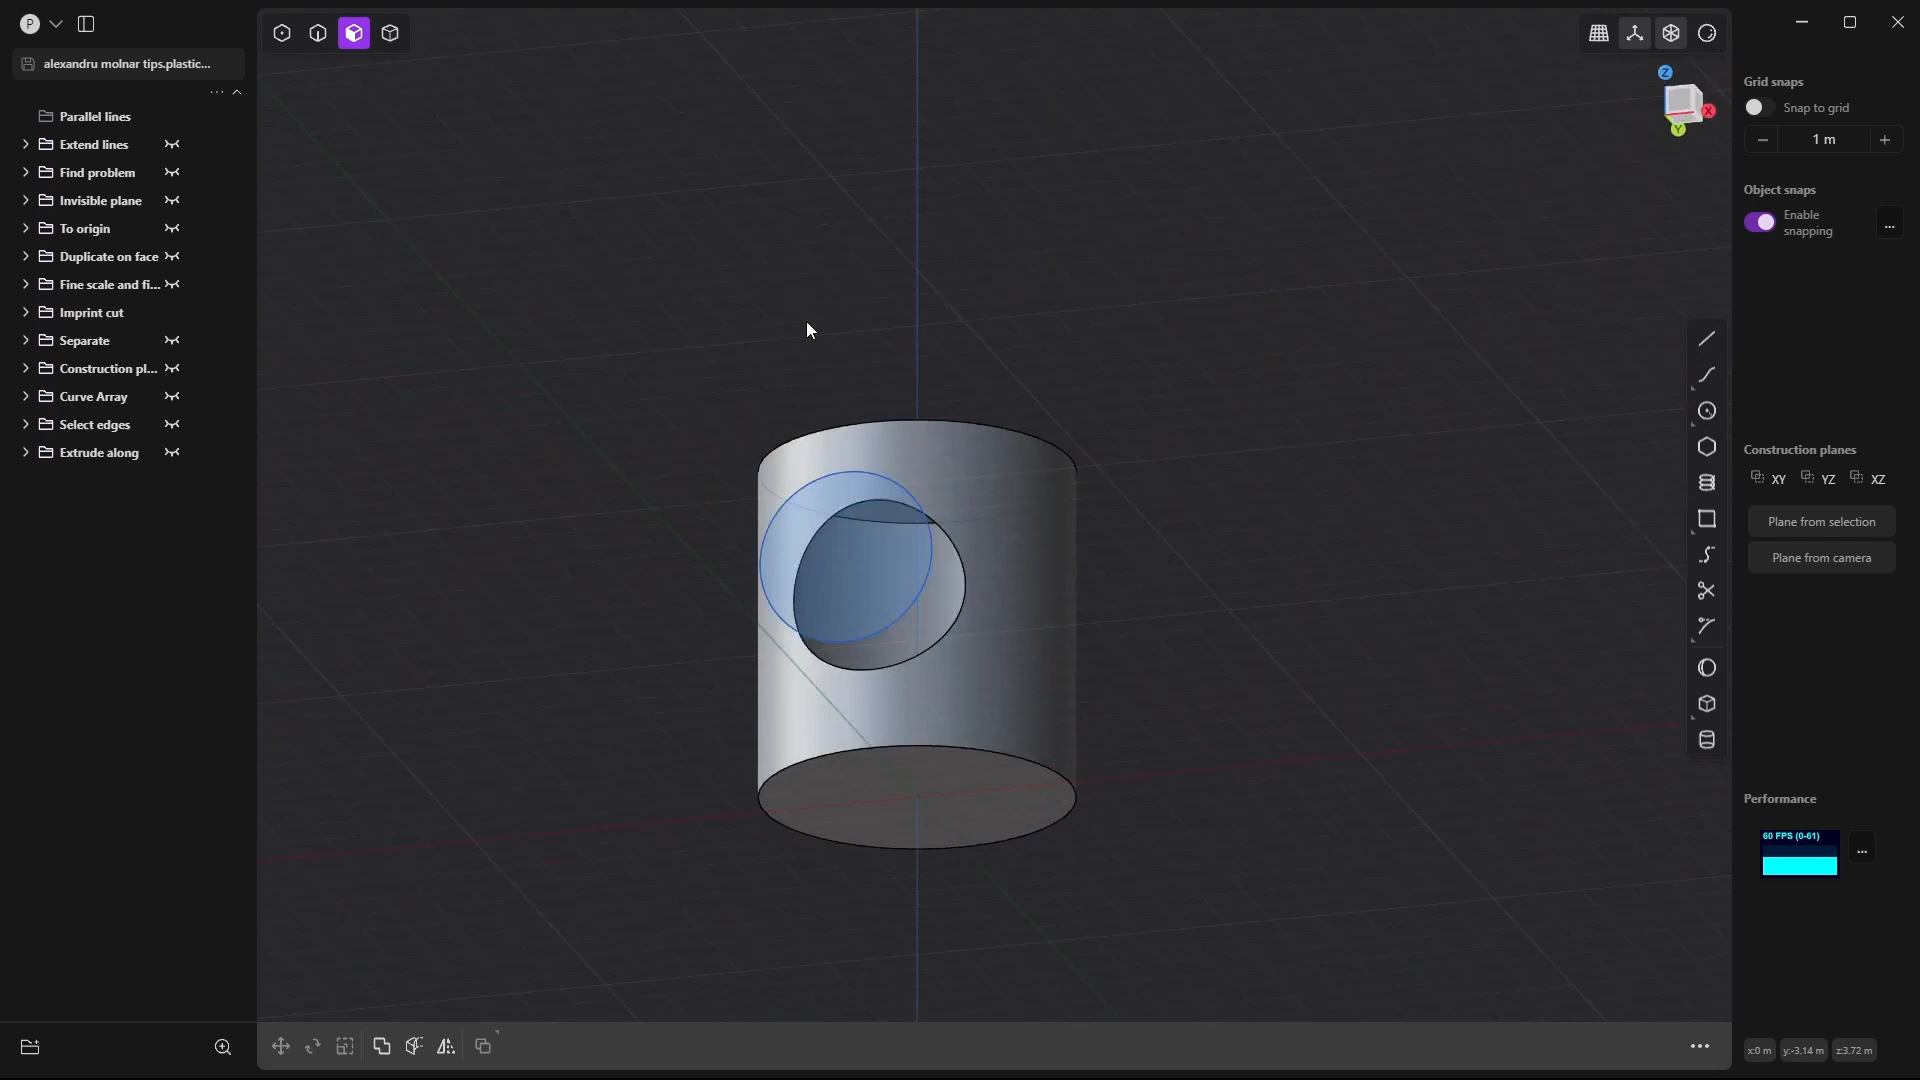 P
alexandru molnar tips.plastic...
Parallel lines
Extend lines
Find problem
Invisible plane
To origin
Duplicate on face
Fine scale and fi...
Imprint cut
Separate
Construction pl...
Curve Array
Select edges
Extrude along
Z
X
Y
Grid snaps
Snap to grid
1 m
Object snaps
Enable
snapping
...
Construction planes
XY YZ XZ
Plane from selection
Plane from camera
Performance
60 FPS (0-61)
...
x:0 m y:-3.14 m z:3.72 m